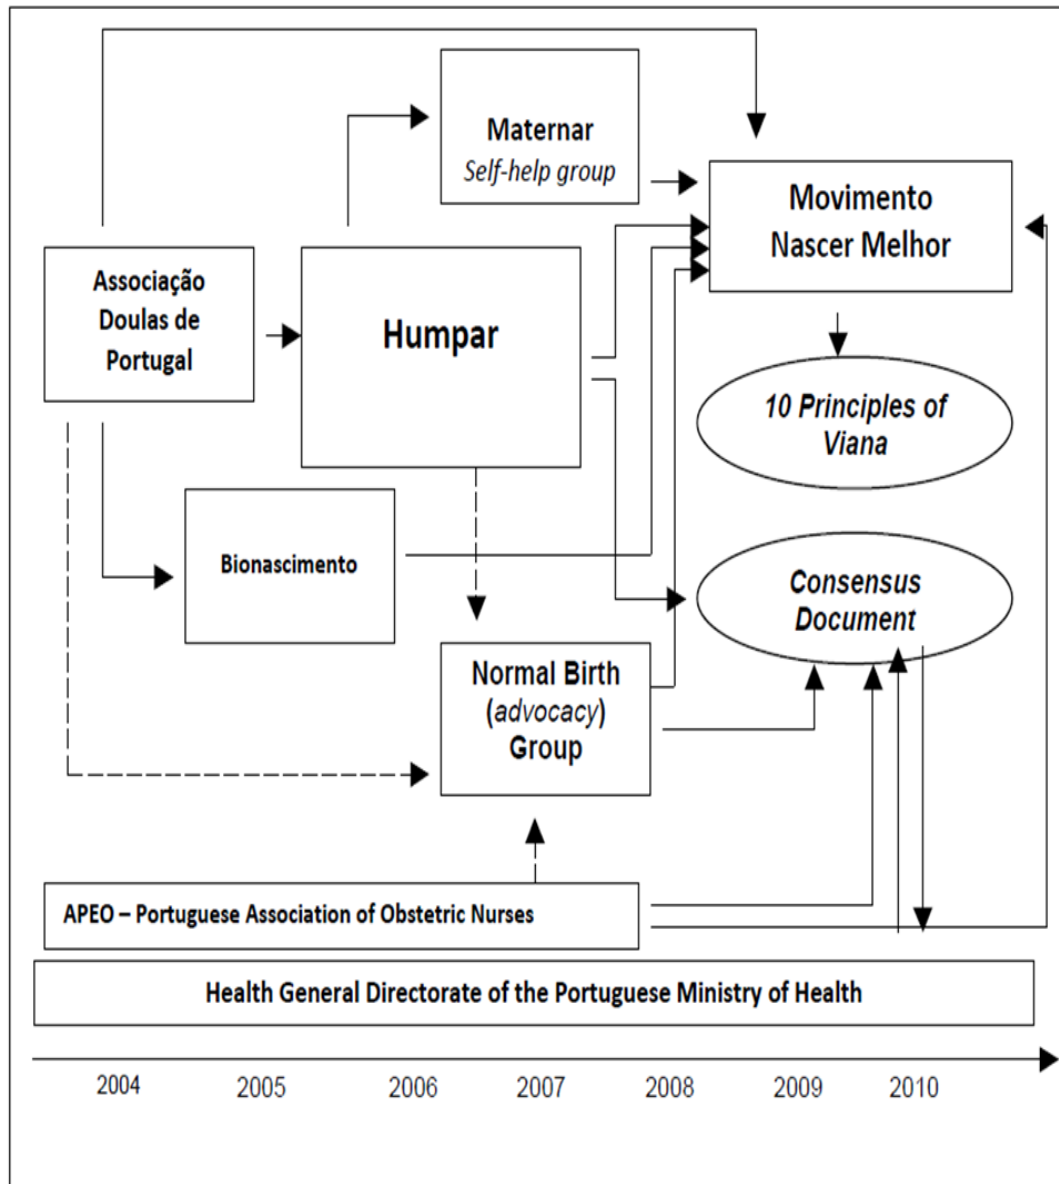 Maternar
Self-help group
Movimento
Nascer Melhor
Associação
Doulas de
Portugal
Humpar
10 Principles of
Viana
Bionascimento
Consensus
Document
Normal Birth
(advocacy)
Group
APEO – Portuguese Association of Obstetric Nurses
Health General Directorate of the Portuguese Ministry of Health
2004 2005 2006 2007 2008 2009 2010